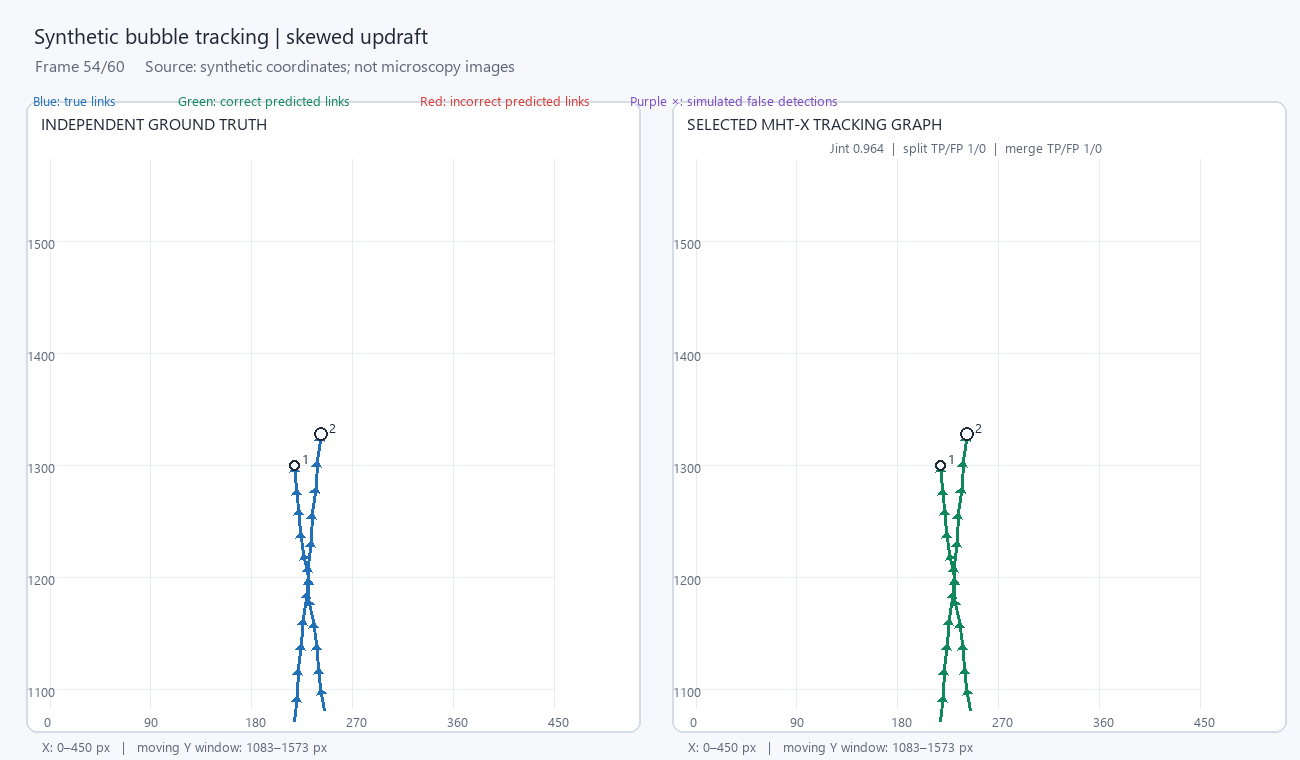 Synthetic bubble tracking | skewed updraft
Frame 54/60 Source: synthetic coordinates; not microscopy images
Blue: true links Green: correct predicted links Red: incorrect predicted links Purple ×: simulated false detections
INDEPENDENT GROUND TRUTH
1500
1400
1300
1200
1100
2
1
0 90 180 270 360 450
X: 0–450 px | moving Y window: 1083–1573 px
SELECTED MHT-X TRACKING GRAPH
Jint 0.964 | split TP/FP 1/0 | merge TP/FP 1/0
1500
1400
1300
1200
1100
2
1
0 90 180 270 360 450
X: 0–450 px | moving Y window: 1083–1573 px